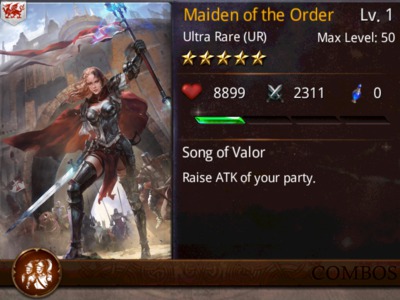 Maiden of the Order Lv. 1
Ultra Rare (UR) Max Level: 50
8899 2311 0
Song of Valor
Raise ATK of your party.
COMBOS